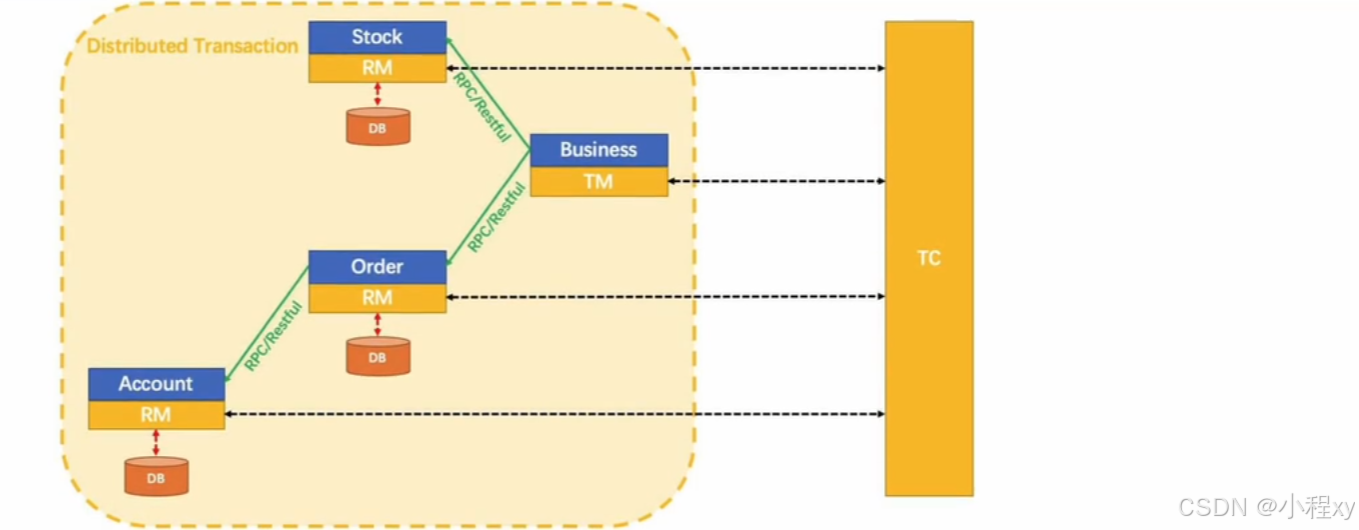 Distributed Transaction
Stock
RM
DB
RPC/Restful
Business
TM
RPC/Restful
Order
RM
DB
RPC/Restful
Account
RM
DB
TC
CSDN @小程xy